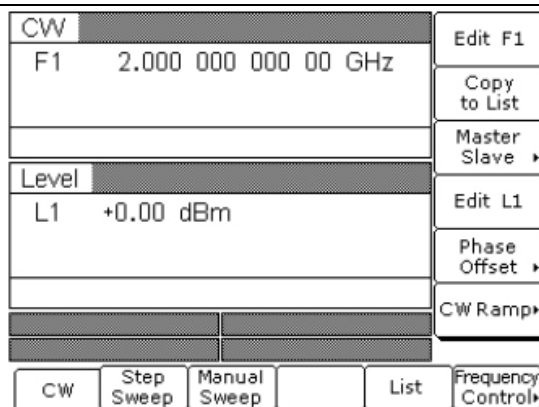 CW
F1 2.000 000 000 00 GHz
Level
L1 +0.00 dBm
Edit F1
Copy
to List
Master
Slave
Edit L1
Phase
Offset
CW Ramp
CW
Step
Sweep
Manual
Sweep
List
Frequency
Control